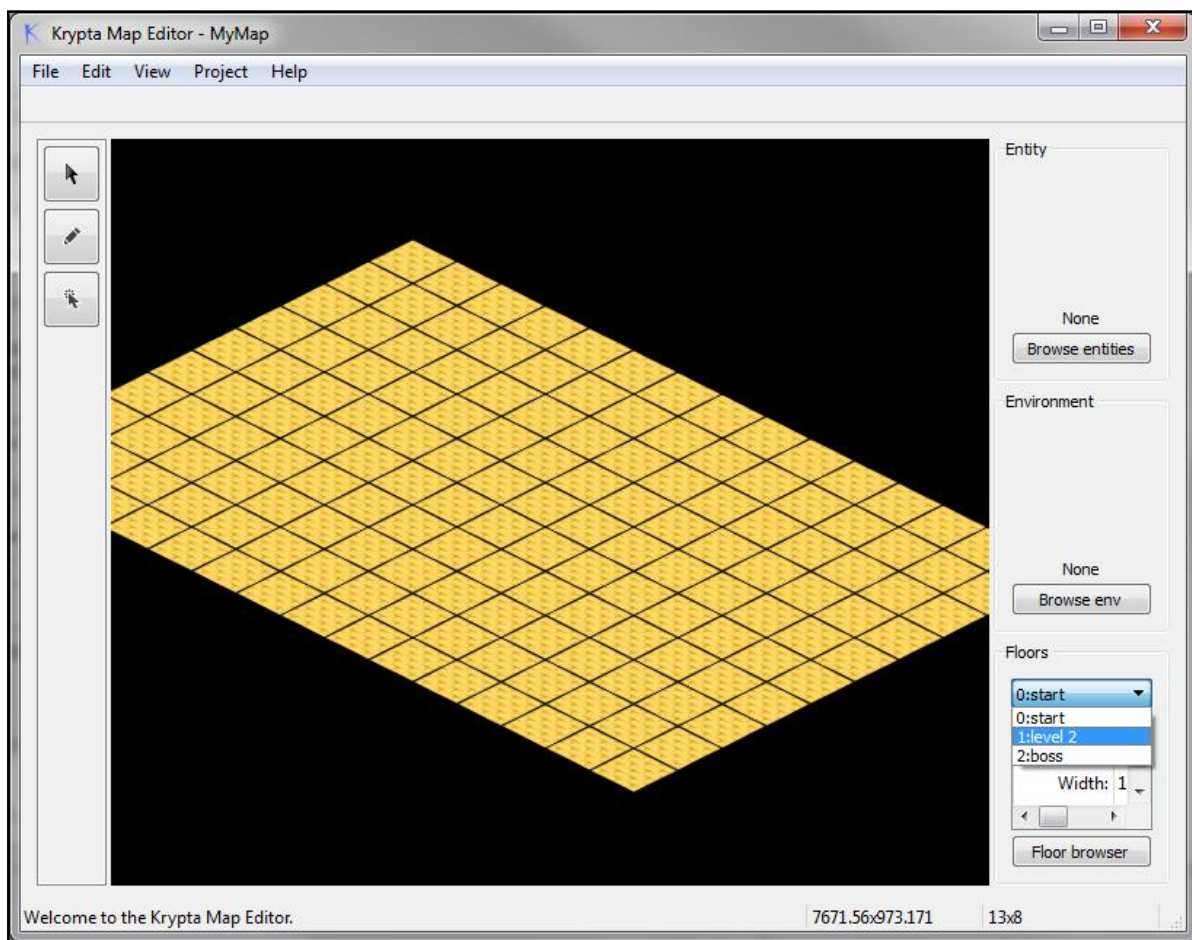 Krypta Map Editor - MyMap
File Edit View Project Help
Entity
None
Browse entities
Environment
None
Browse env
Floors
0:start
0:start
1:level 2
2:boss
Width: 1
Floor browser
Welcome to the Krypta Map Editor. 7671.56x973.171 13x8